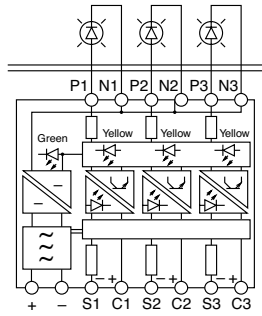 P1 N1 P2 N2 P3 N3
Green Yellow Yellow Yellow
– + – + – +
+ – S1 C1 S2 C2 S3 C3